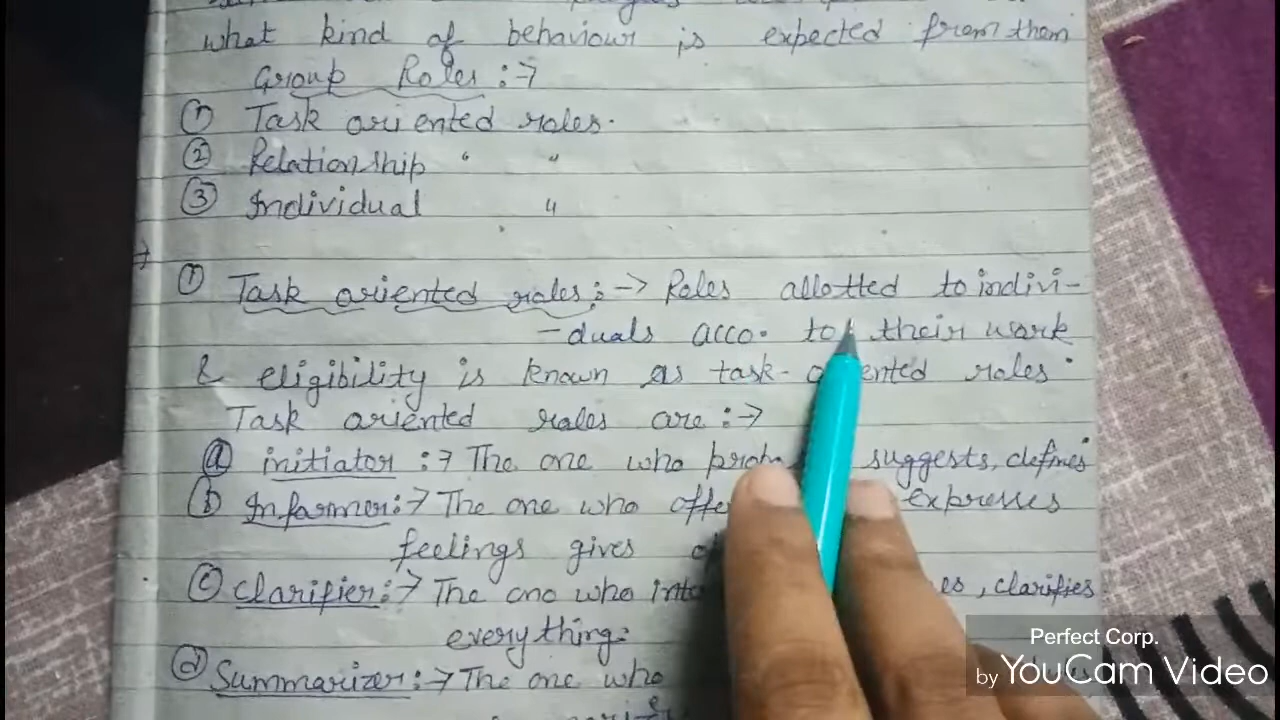 what kind of behaviour is expected from them
Group Roles :→
① Task oriented roles.
② Relationship " "
③ Individual "
→
① Task oriented roles :→ Roles allotted to indivi-
-duals acco. to their work
& eligibility is known as task- roles
Task oriented roles are :→
ⓐ initiator :→ The one who suggests, defines
ⓑ Informer :→ The one who expresses
feelings gives
ⓒ Clarifier :→ The one who , clarifies
everything.
ⓓ Summarizer :→ The one who
Perfect Corp.
by YouCam Video